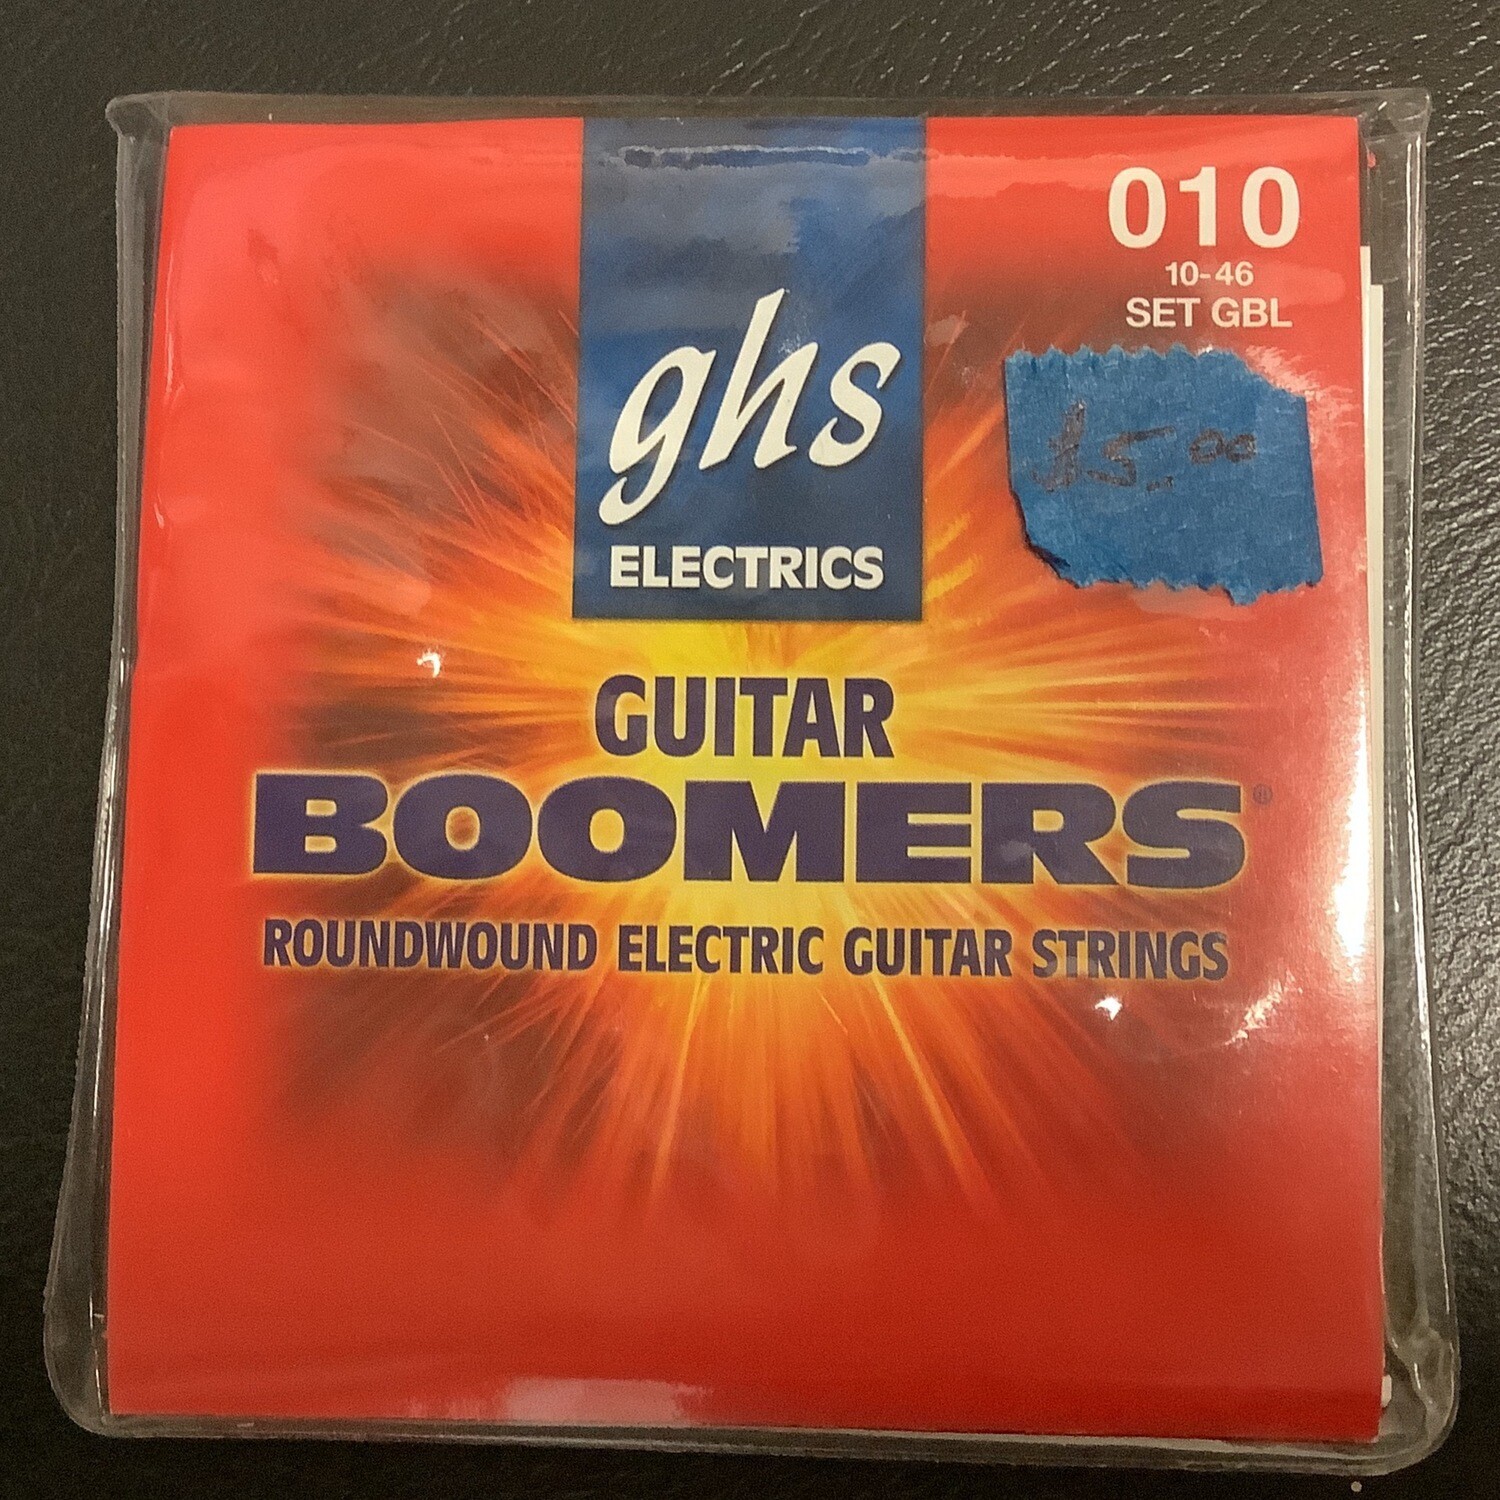 010
10-46
SET GBL
ghs
ELECTRICS
$5.00
GUITAR
BOOMERS®
ROUNDWOUND ELECTRIC GUITAR STRINGS